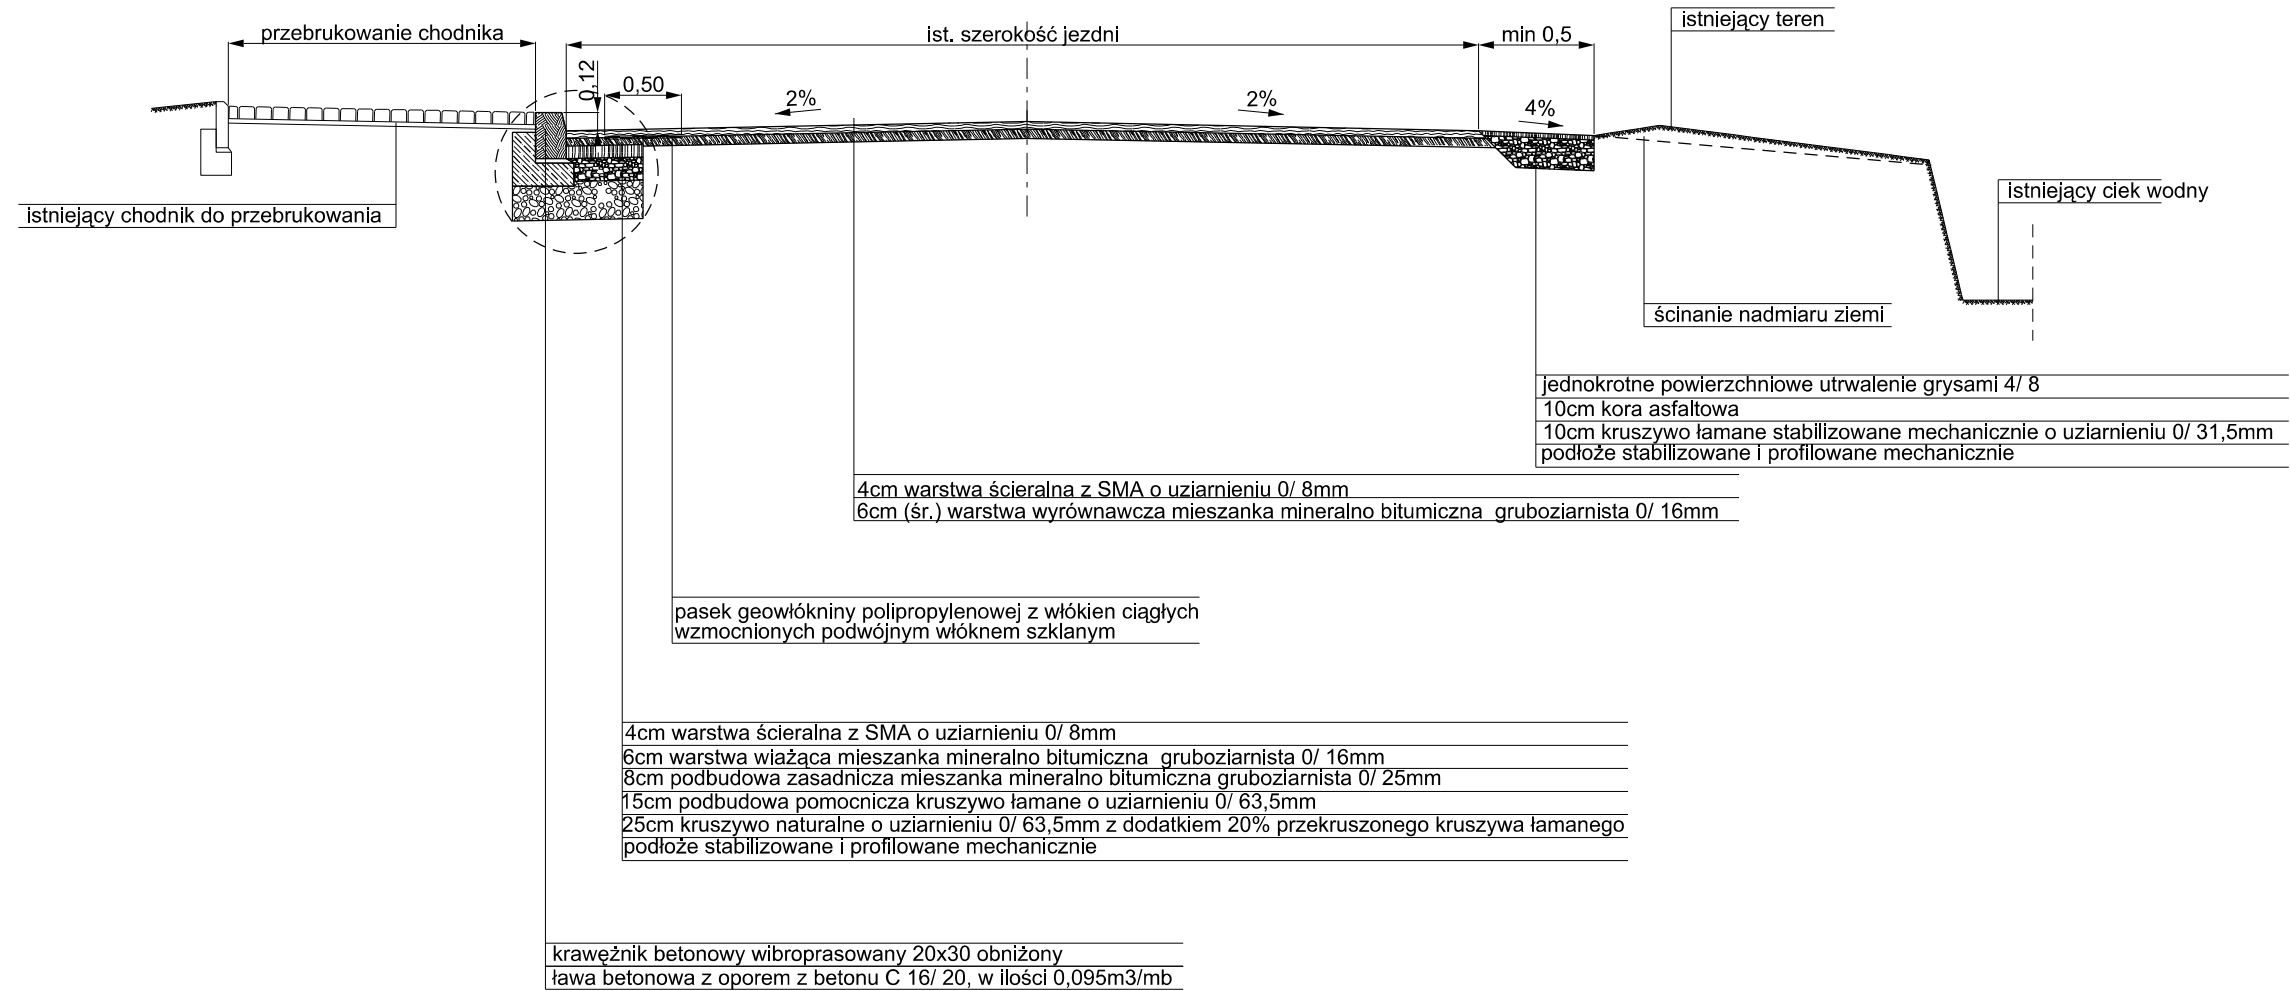 przebrukowanie chodnika
ist. szerokość jezdni
min 0,5
istniejący teren
0,12
0,50
2%
2%
4%
istniejący chodnik do przebrukowania
istniejący ciek wodny
ścinanie nadmiaru ziemi
jednokrotne powierzchniowe utrwalenie grysami 4/ 8
10cm kora asfaltowa
10cm kruszywo łamane stabilizowane mechanicznie o uziarnieniu 0/ 31,5mm
podłoże stabilizowane i profilowane mechanicznie
4cm warstwa ścieralna z SMA o uziarnieniu 0/ 8mm
6cm (śr.) warstwa wyrównawcza mieszanka mineralno bitumiczna gruboziarnista 0/ 16mm
pasek geowłókniny polipropylenowej z włókien ciągłych
wzmocnionych podwójnym włóknem szklanym
4cm warstwa ścieralna z SMA o uziarnieniu 0/ 8mm
6cm warstwa wiażąca mieszanka mineralno bitumiczna gruboziarnista 0/ 16mm
8cm podbudowa zasadnicza mieszanka mineralno bitumiczna gruboziarnista 0/ 25mm
15cm podbudowa pomocnicza kruszywo łamane o uziarnieniu 0/ 63,5mm
25cm kruszywo naturalne o uziarnieniu 0/ 63,5mm z dodatkiem 20% przekruszonego kruszywa łamanego
podłoże stabilizowane i profilowane mechanicznie
krawężnik betonowy wibroprasowany 20x30 obniżony
ława betonowa z oporem z betonu C 16/ 20, w ilości 0,095m3/mb